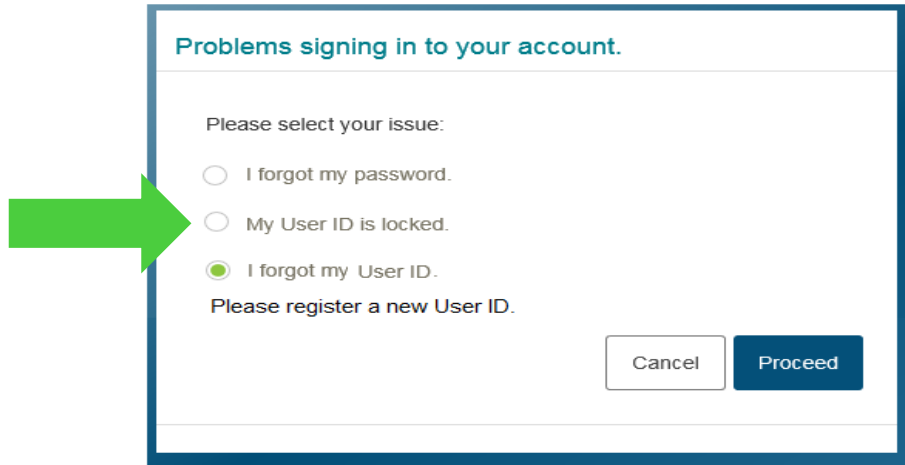 Problems signing in to your account.
Please select your issue:
I forgot my password.
My User ID is locked.
I forgot my User ID.
Please register a new User ID.
Cancel Proceed